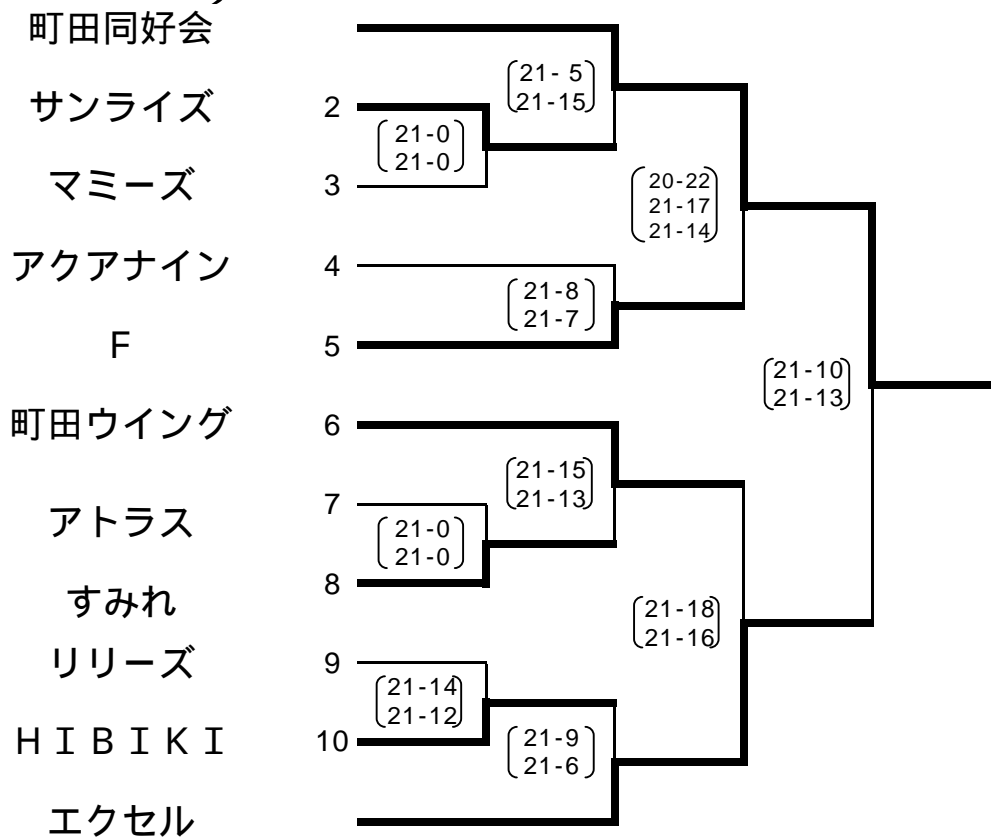 町田同好会
サンライズ 2
マミーズ 3
アクアナイン 4
Ｆ 5
町田ウイング 6
アトラス 7
すみれ 8
リリーズ 9
ＨＩＢＩＫＩ 10
エクセル
21-0
21-0
21- 5
21-15
21-8
21-7
20-22
21-17
21-14
21-0
21-0
21-15
21-13
21-14
21-12
21-9
21-6
21-18
21-16
21-10
21-13